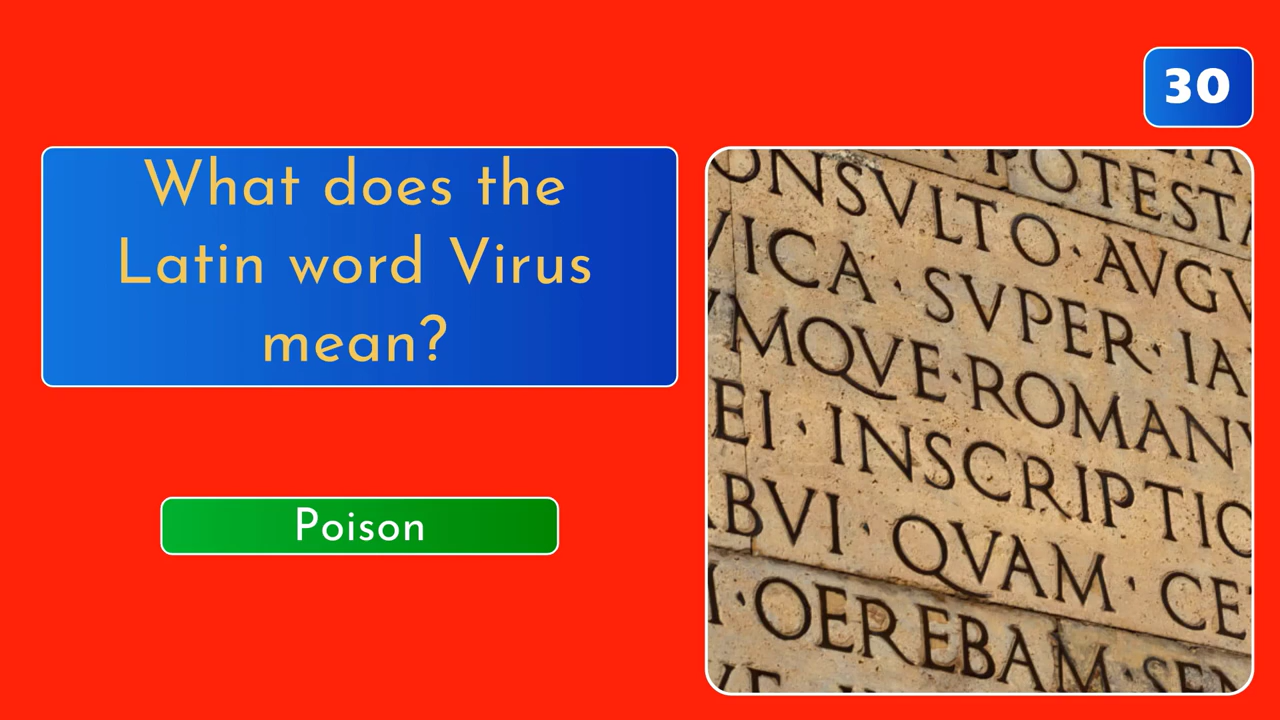 30
What does the
Latin word Virus
mean?
Poison
POTESTA
ONSVLTO · AVGV
VICA · SVPER · IA
MQVE · ROMANV
EI · INSCRIPTIO
BVI · QVAM · CE
OEREBAM · SEN